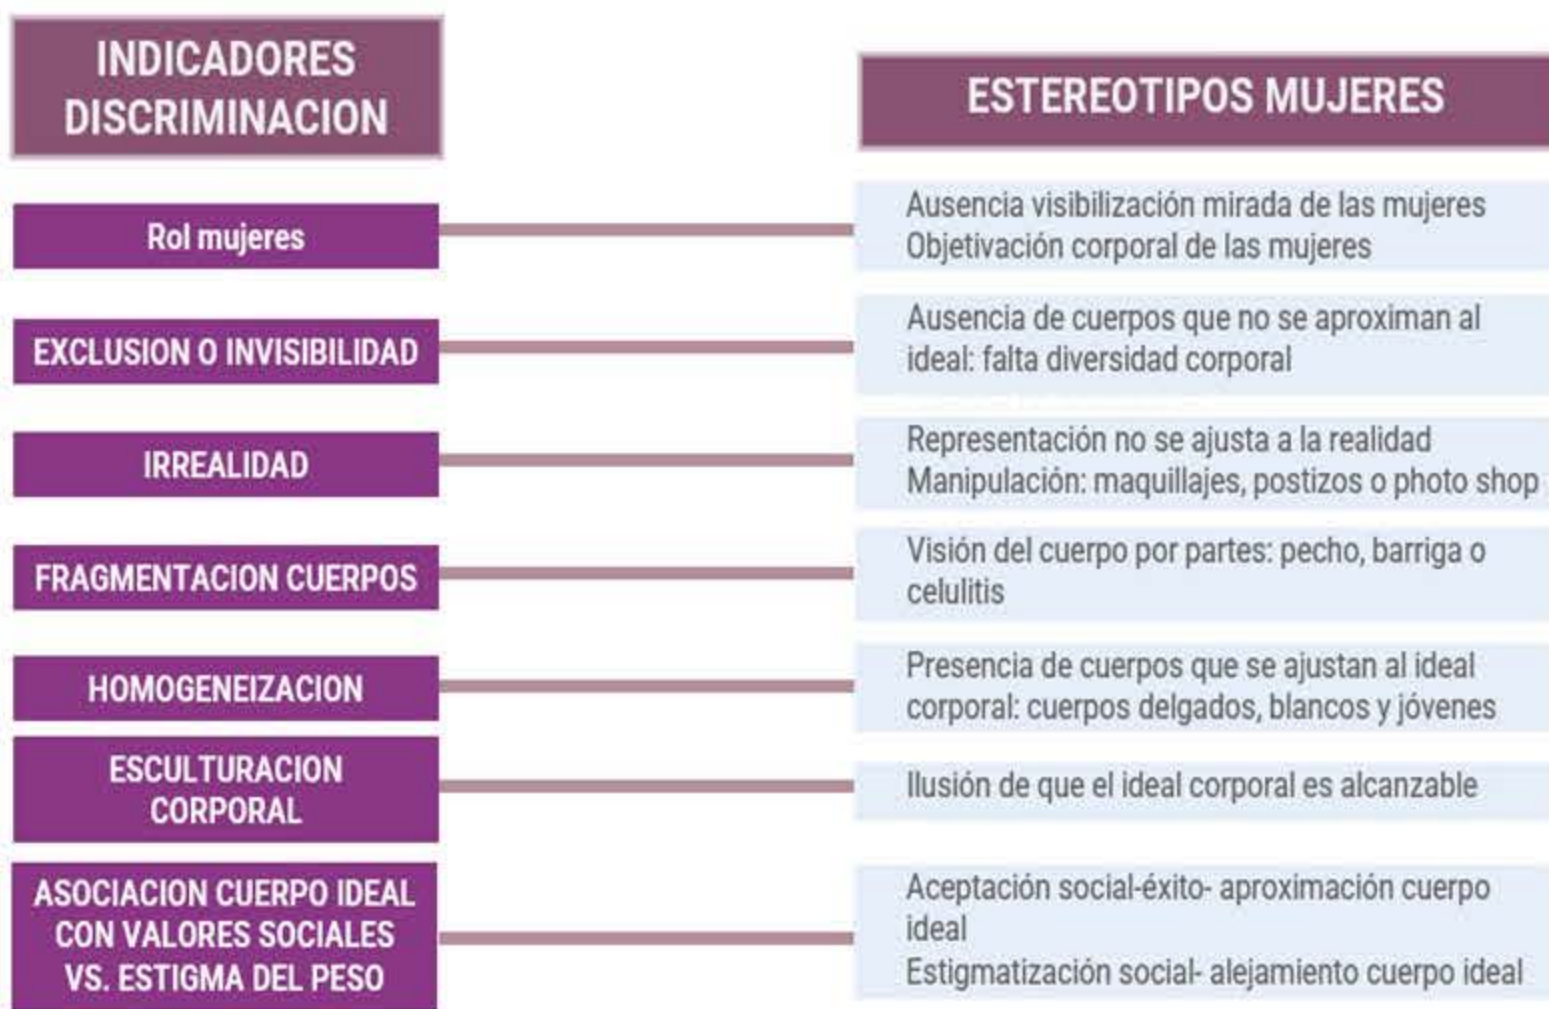 INDICADORES
DISCRIMINACION
ESTEREOTIPOS MUJERES
Rol mujeres
Ausencia visibilización mirada de las mujeres
Objetivación corporal de las mujeres
EXCLUSION O INVISIBILIDAD
Ausencia de cuerpos que no se aproximan al
ideal: falta diversidad corporal
IRREALIDAD
Representación no se ajusta a la realidad
Manipulación: maquillajes, postizos o photo shop
FRAGMENTACION CUERPOS
Visión del cuerpo por partes: pecho, barriga o
celulitis
HOMOGENEIZACION
Presencia de cuerpos que se ajustan al ideal
corporal: cuerpos delgados, blancos y jóvenes
ESCULTURACION
CORPORAL
Ilusión de que el ideal corporal es alcanzable
ASOCIACION CUERPO IDEAL
CON VALORES SOCIALES
VS. ESTIGMA DEL PESO
Aceptación social-éxito- aproximación cuerpo
ideal
Estigmatización social- alejamiento cuerpo ideal